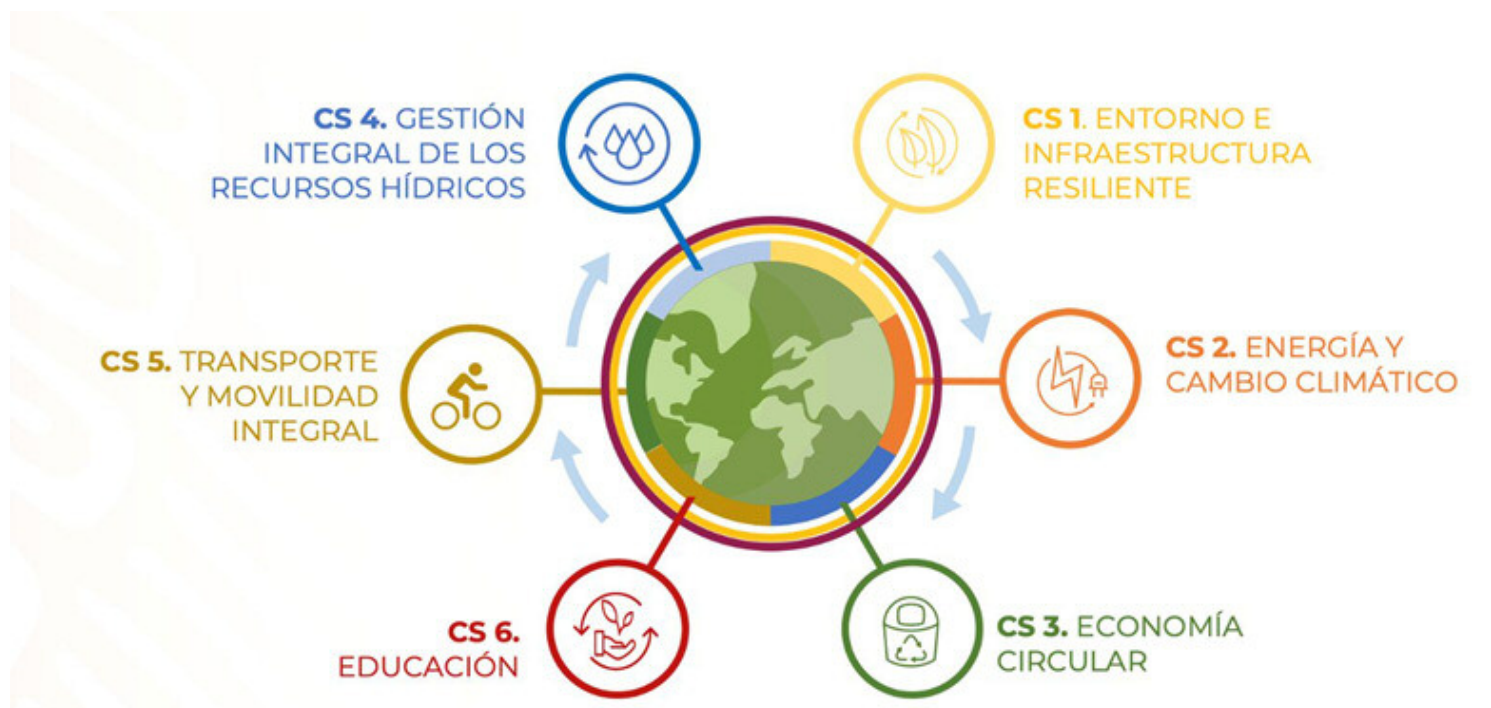 CS 4. GESTIÓN
INTEGRAL DE LOS
RECURSOS HÍDRICOS
CS 1. ENTORNO E
INFRAESTRUCTURA
RESILIENTE
CS 5. TRANSPORTE
Y MOVILIDAD
INTEGRAL
CS 2. ENERGÍA Y
CAMBIO CLIMÁTICO
CS 6.
EDUCACIÓN
CS 3. ECONOMÍA
CIRCULAR